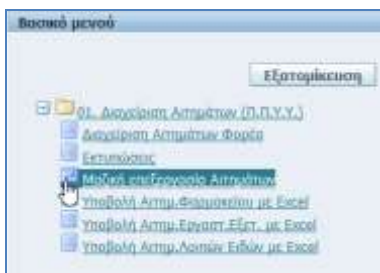 Βασικό μενού
Εξατομίκευση
01. Διαχείριση Αιτημάτων (Π.Π.Υ.Υ.)
Διαχείριση Αιτημάτων Φορέα
Εκτυπώσεις
Μαζική επεξεργασία Αιτημάτων
Υποβολή Αιτημ.Φαρμακείου με Excel
Υποβολή Αιτημ.Εργαστ.Εξετ. με Excel
Υποβολή Αιτημ.Λοιπών Ειδών με Excel